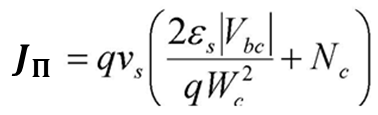 J_П = qv_s(2ε_s|V_bc|/qW_c^2 + N_c)